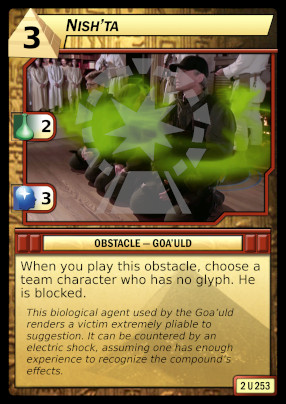 3
NISH'TA
2
3
OBSTACLE — GOA'ULD
When you play this obstacle, choose a
team character who has no glyph. He
is blocked.
This biological agent used by the Goa'uld
renders a victim extremely pliable to
suggestion. It can be countered by an
electric shock, assuming one has enough
experience to recognize the compound's
effects.
2 U 253